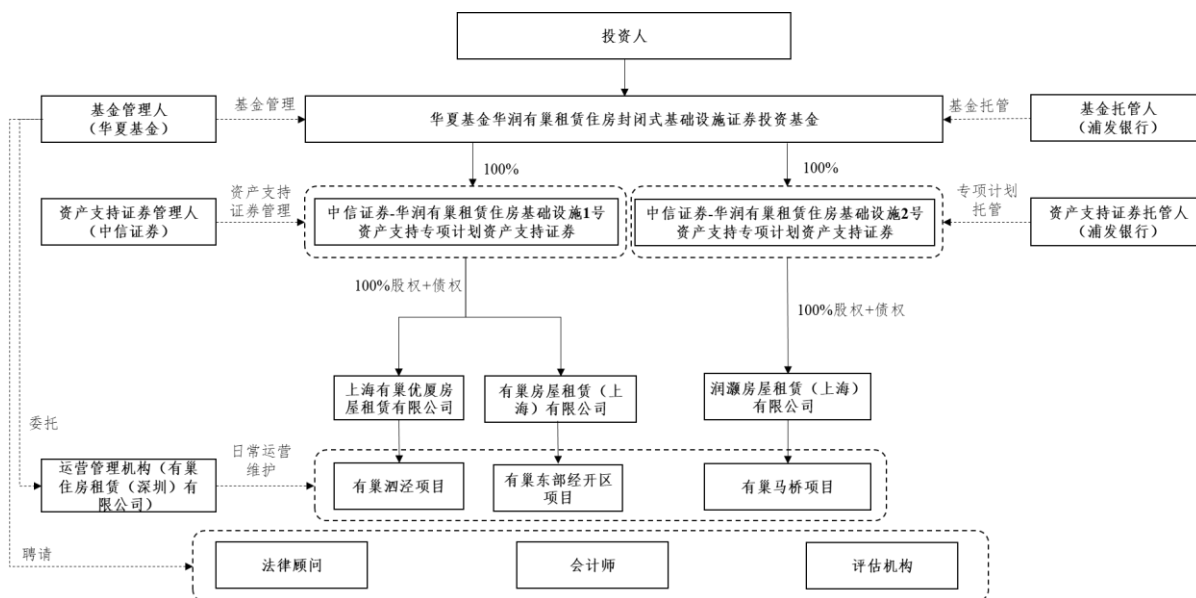 投资人
基金管理人
（华夏基金）
基金管理
华夏基金华润有巢租赁住房封闭式基础设施证券投资基金
基金托管
基金托管人
（浦发银行）
100%
100%
资产支持证券管理人
（中信证券）
资产支持
证券管理
中信证券-华润有巢租赁住房基础设施1号
资产支持专项计划资产支持证券
中信证券-华润有巢租赁住房基础设施2号
资产支持专项计划资产支持证券
专项计划
托管
资产支持证券托管人
（浦发银行）
100%股权+债权
100%股权+债权
上海有巢优厦房
屋租赁有限公司
有巢房屋租赁（上
海）有限公司
润灏房屋租赁（上海）
有限公司
委托
运营管理机构（有巢
住房租赁（深圳）有
限公司）
日常运营
维护
有巢泗泾项目
有巢东部经开区
项目
有巢马桥项目
聘请
法律顾问
会计师
评估机构